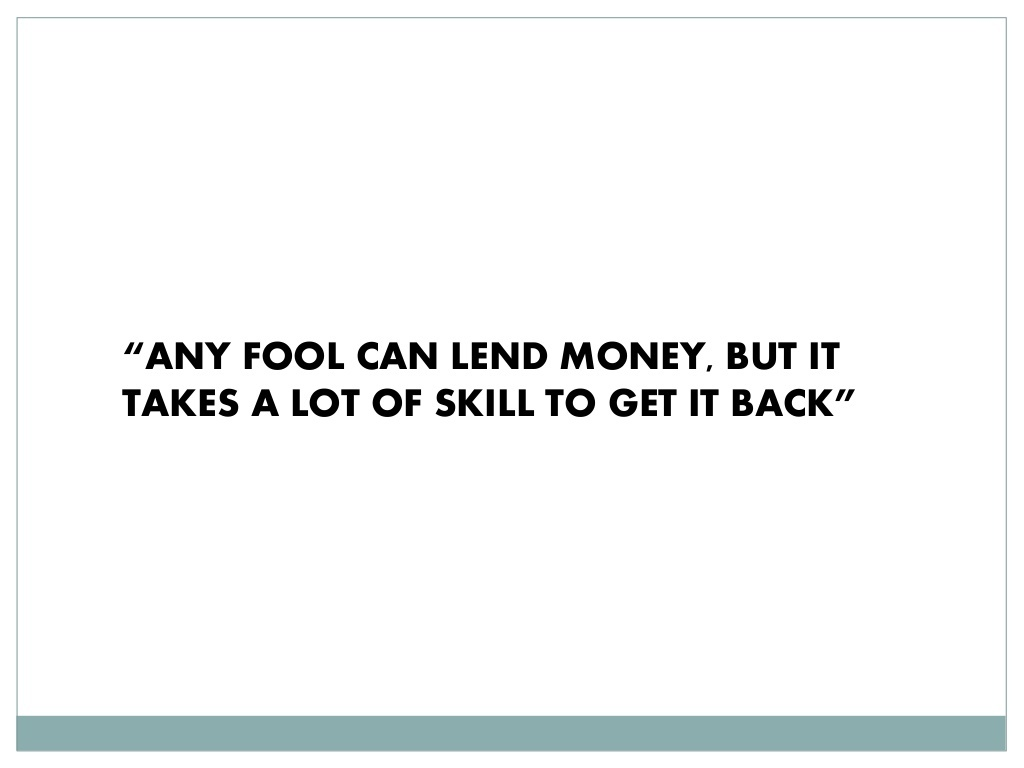 “ANY FOOL CAN LEND MONEY, BUT IT
TAKES A LOT OF SKILL TO GET IT BACK”